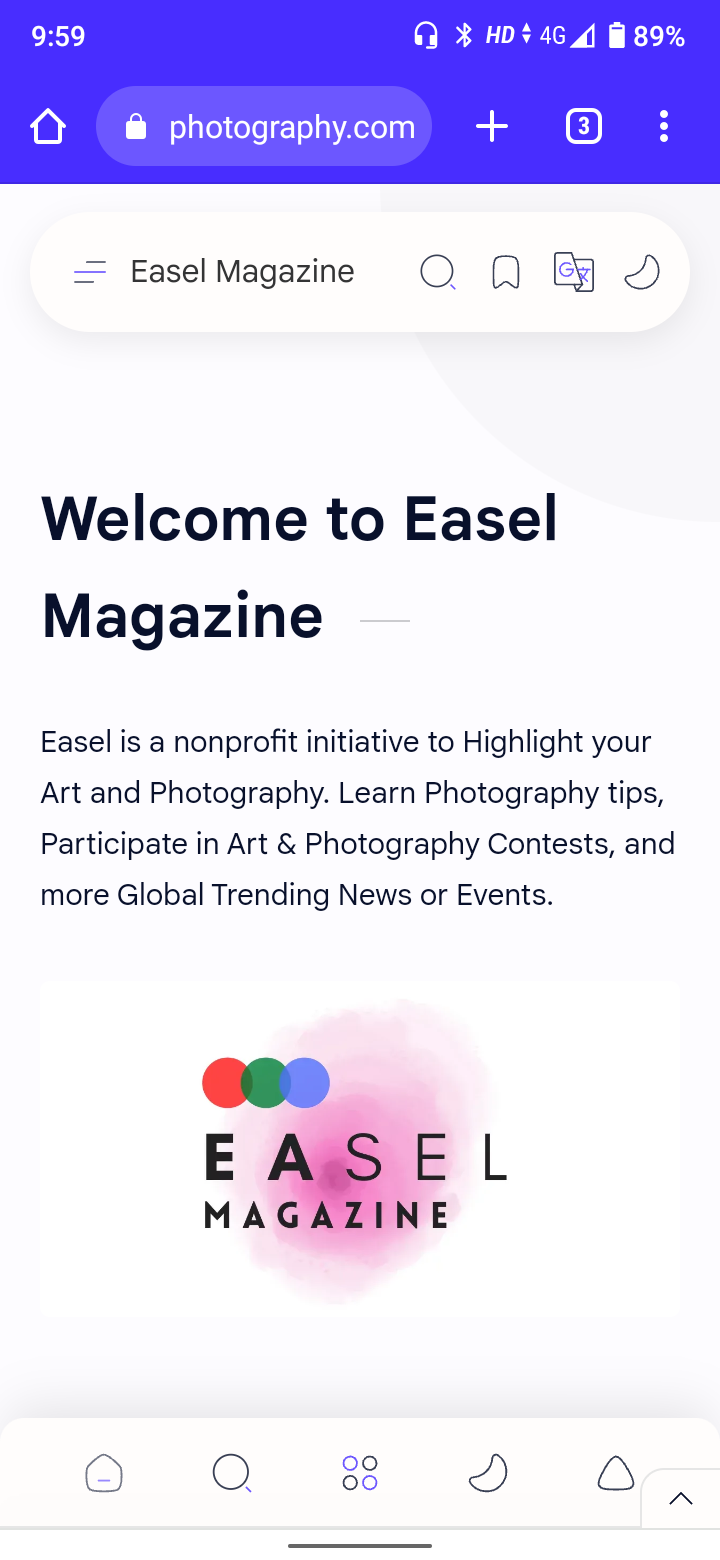 9:59
HD 4G 89%
photography.com
3
Easel Magazine
G文
Welcome to Easel
Magazine
Easel is a nonprofit initiative to Highlight your
Art and Photography. Learn Photography tips,
Participate in Art & Photography Contests, and
more Global Trending News or Events.
EASEL
MAGAZINE